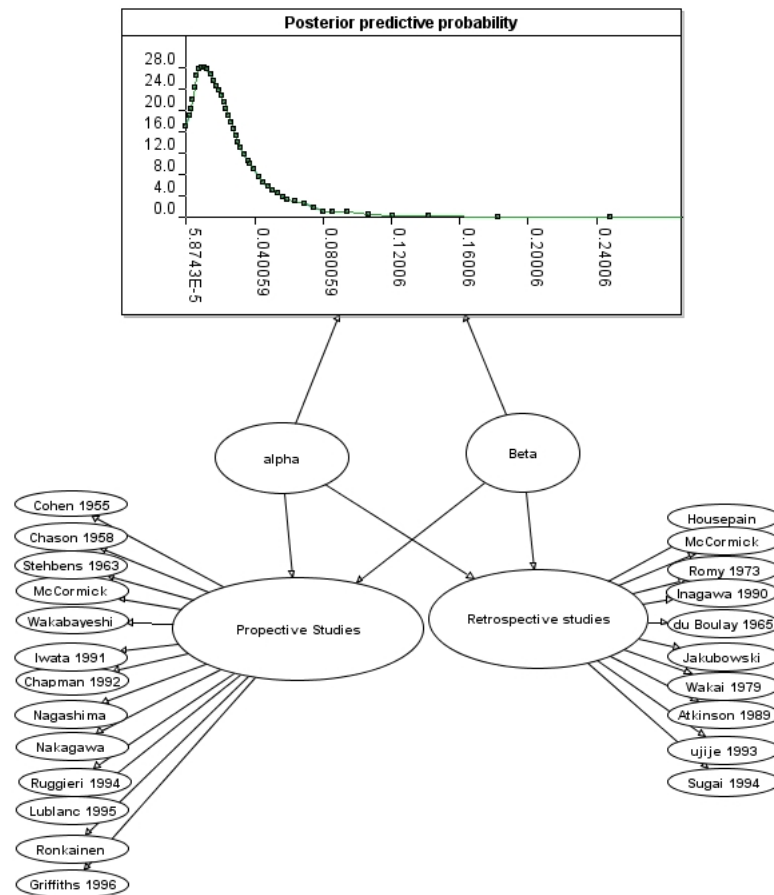 Posterior predictive probability
28.0
24.0
20.0
16.0
12.0
8.0
4.0
0.0
5.8743E-5
0.040059
0.080059
0.12006
0.16006
0.20006
0.24006
alpha
Beta
Cohen 1955
Chason 1958
Stehbens 1963
McCormick
Wakabayeshi
Iwata 1991
Chapman 1992
Nagashima
Nakagawa
Ruggieri 1994
Lublanc 1995
Ronkainen
Griffiths 1996
Propective Studies
Retrospective studies
Housepain
McCormick
Romy 1973
Inagawa 1990
du Boulay 1965
Jakubowski
Wakai 1979
Atkinson 1989
ujije 1993
Sugai 1994